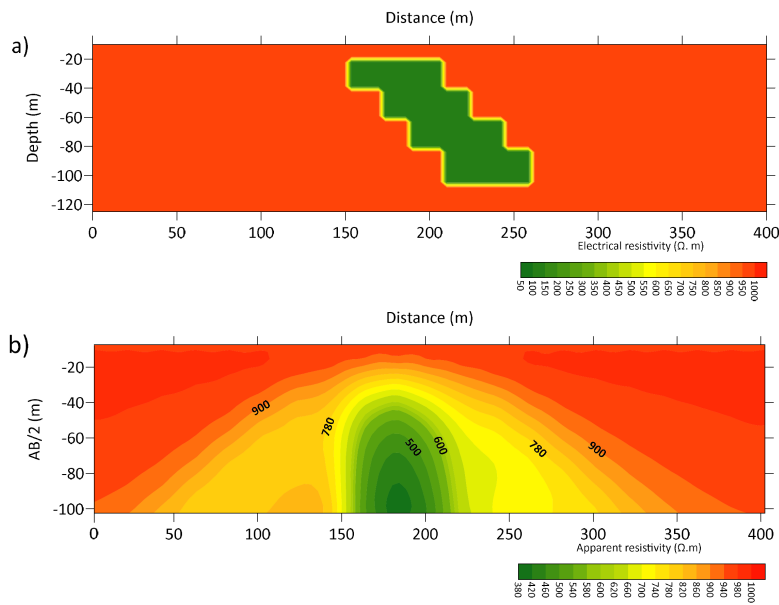 Distance (m)
a)
-20
-40
-60
-80
-100
-120
Depth (m)
0 50 100 150 200 250 300 350 400
Electrical resistivity (Ω. m)
50 100 150 200 250 300 350 400 450 500 550 600 650 700 750 800 850 900 950 1000
Distance (m)
b)
-20
-40
-60
-80
-100
AB/2 (m)
900 780 500 600 780 900
0 50 100 150 200 250 300 350 400
Apparent resistivity (Ω.m)
380 420 460 500 540 580 620 660 700 740 780 820 860 900 940 980 1000